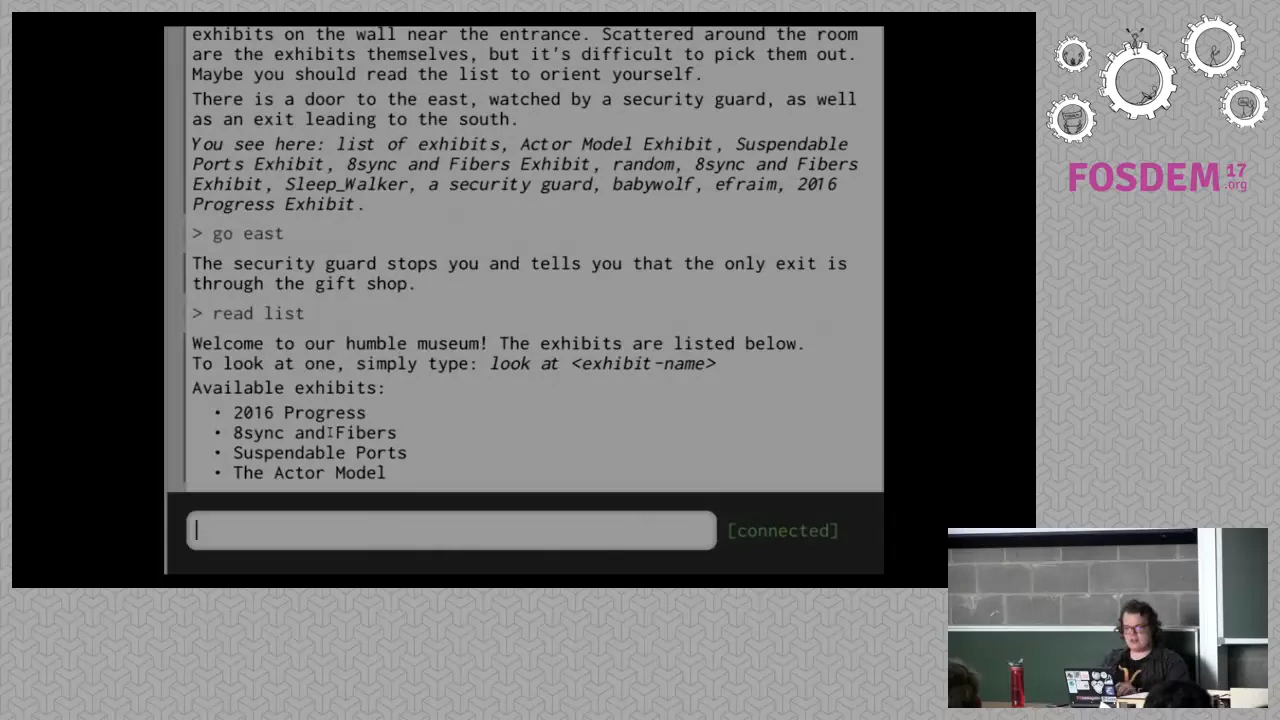 exhibits on the wall near the entrance. Scattered around the room
are the exhibits themselves, but it's difficult to pick them out.
Maybe you should read the list to orient yourself.
There is a door to the east, watched by a security guard, as well
as an exit leading to the south.
You see here: list of exhibits, Actor Model Exhibit, Suspendable
Ports Exhibit, 8sync and Fibers Exhibit, random, 8sync and Fibers
Exhibit, Sleep_Walker, a security guard, babywolf, efraim, 2016
Progress Exhibit.
> go east
The security guard stops you and tells you that the only exit is
through the gift shop.
> read list
Welcome to our humble museum! The exhibits are listed below.
To look at one, simply type: look at <exhibit-name>
Available exhibits:
• 2016 Progress
• 8sync and Fibers
• Suspendable Ports
• The Actor Model
[connected]
FOSDEM 17
.org